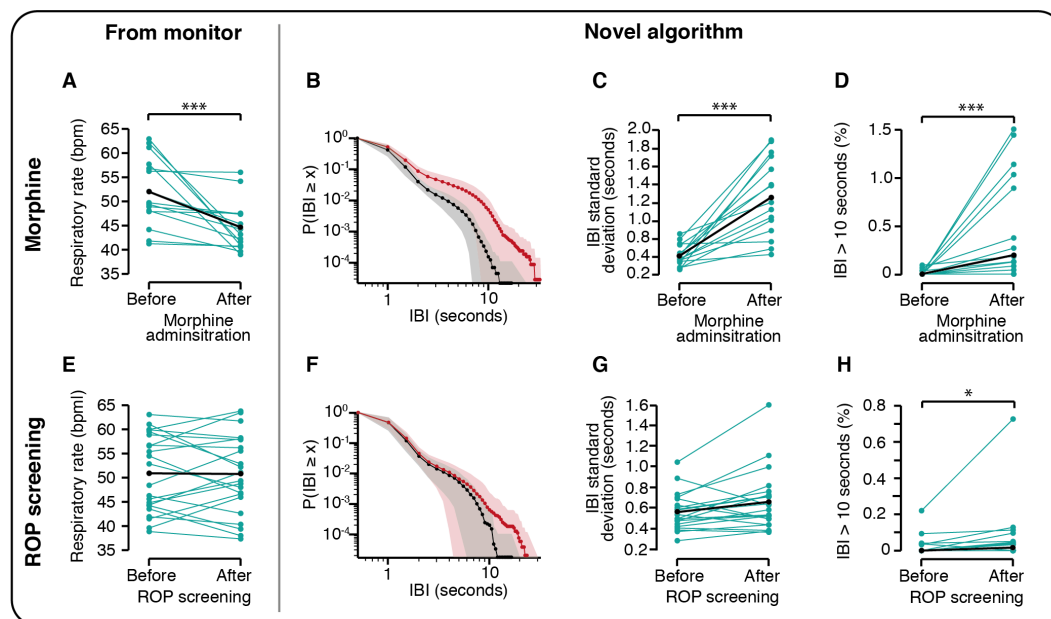 From monitor
Novel algorithm
Morphine
A
***
Respiratory rate (bpm)
65
60
55
50
45
40
35
Before
After
Morphine
adminsitration
B
P(IBI ≥ x)
10^0
10^-1
10^-2
10^-3
10^-4
1
10
IBI (seconds)
C
***
IBI standard
deviation (seconds)
2.0
1.8
1.6
1.4
1.2
1.0
0.8
0.6
0.4
0.2
Before
After
Morphine
adminsitration
D
***
IBI > 10 seconds (%)
1.5
1.0
0.5
0
Before
After
Morphine
adminsitration
ROP screening
E
Respiratory rate (bpml)
65
60
55
50
45
40
35
Before
After
ROP screening
F
P(IBI ≥ x)
10^0
10^-1
10^-2
10^-3
10^-4
1
10
IBI (seconds)
G
IBI standard
deviation (seconds)
1.6
1.4
1.2
1.0
0.8
0.6
0.4
0.2
Before
After
ROP screening
H
*
IBI > 10 seocnds (%)
0.8
0.6
0.4
0.2
0
Before
After
ROP screening